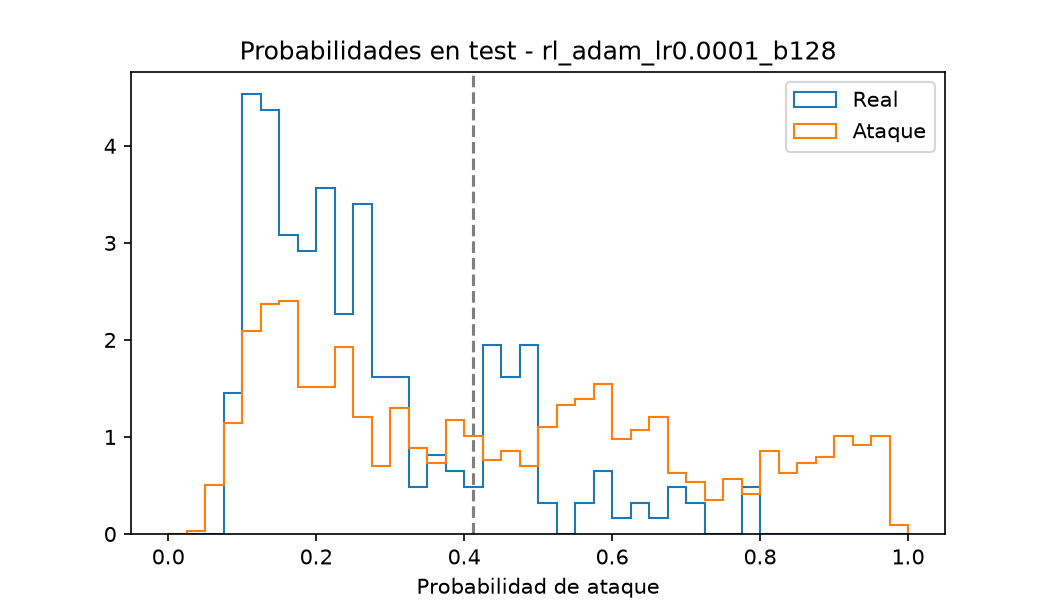 Probabilidades en test - rl_adam_lr0.0001_b128
Real
Ataque
4
3
2
1
0
0.0 0.2 0.4 0.6 0.8 1.0
Probabilidad de ataque